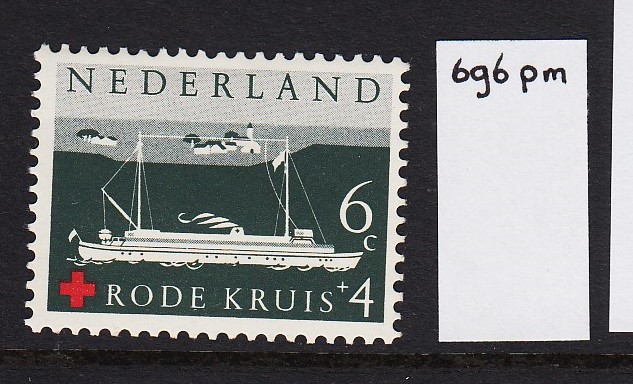 NEDERLAND
6
c
RODE KRUIS +4
696 pm